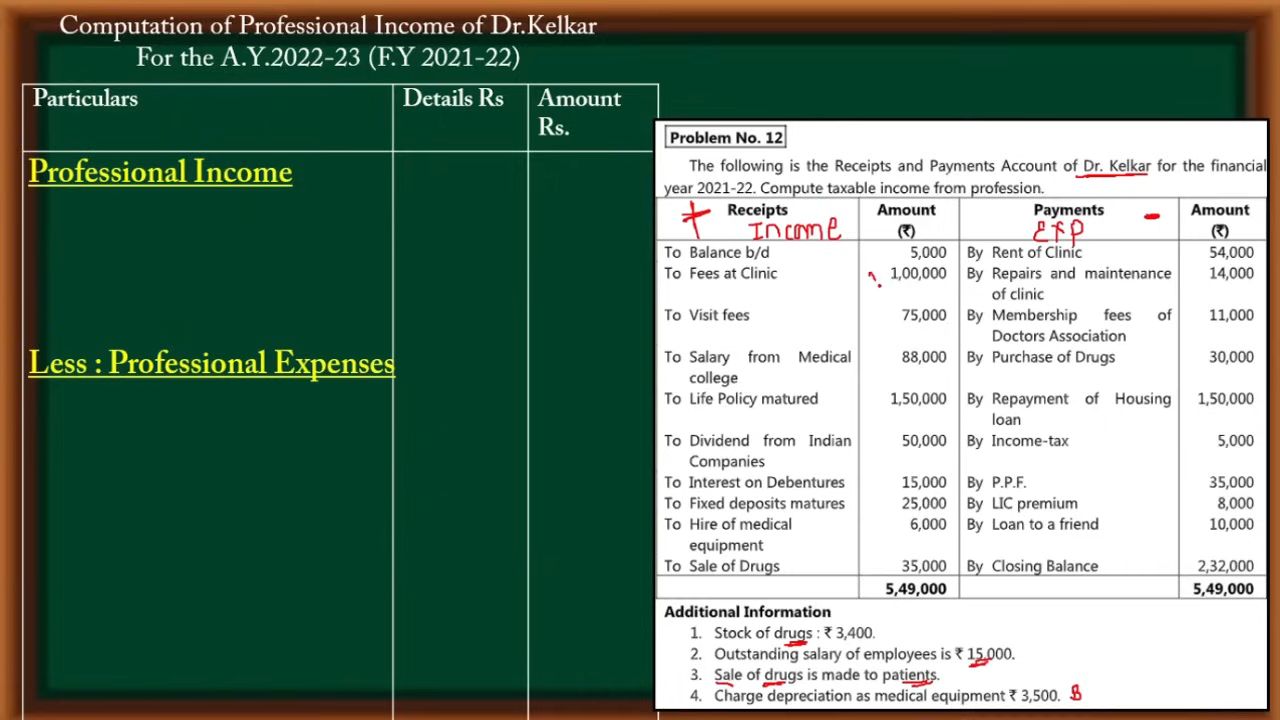 Computation of Professional Income of Dr.Kelkar
For the A.Y.2022-23 (F.Y 2021-22)
Particulars Details Rs Amount
Rs.
Professional Income
Less : Professional Expenses
Problem No. 12
The following is the Receipts and Payments Account of Dr. Kelkar for the financial
year 2021-22. Compute taxable income from profession.
+ Receipts Amount Payments - Amount
Income (₹) EXP (₹)
To Balance b/d 5,000 By Rent of Clinic 54,000
To Fees at Clinic 1,00,000 By Repairs and maintenance 14,000
of clinic
To Visit fees 75,000 By Membership fees of 11,000
Doctors Association
To Salary from Medical 88,000 By Purchase of Drugs 30,000
college
To Life Policy matured 1,50,000 By Repayment of Housing 1,50,000
loan
To Dividend from Indian 50,000 By Income-tax 5,000
Companies
To Interest on Debentures 15,000 By P.P.F. 35,000
To Fixed deposits matures 25,000 By LIC premium 8,000
To Hire of medical 6,000 By Loan to a friend 10,000
equipment
To Sale of Drugs 35,000 By Closing Balance 2,32,000
5,49,000 5,49,000
Additional Information
1. Stock of drugs : ₹ 3,400.
2. Outstanding salary of employees is ₹ 15,000.
3. Sale of drugs is made to patients.
4. Charge depreciation as medical equipment ₹ 3,500.